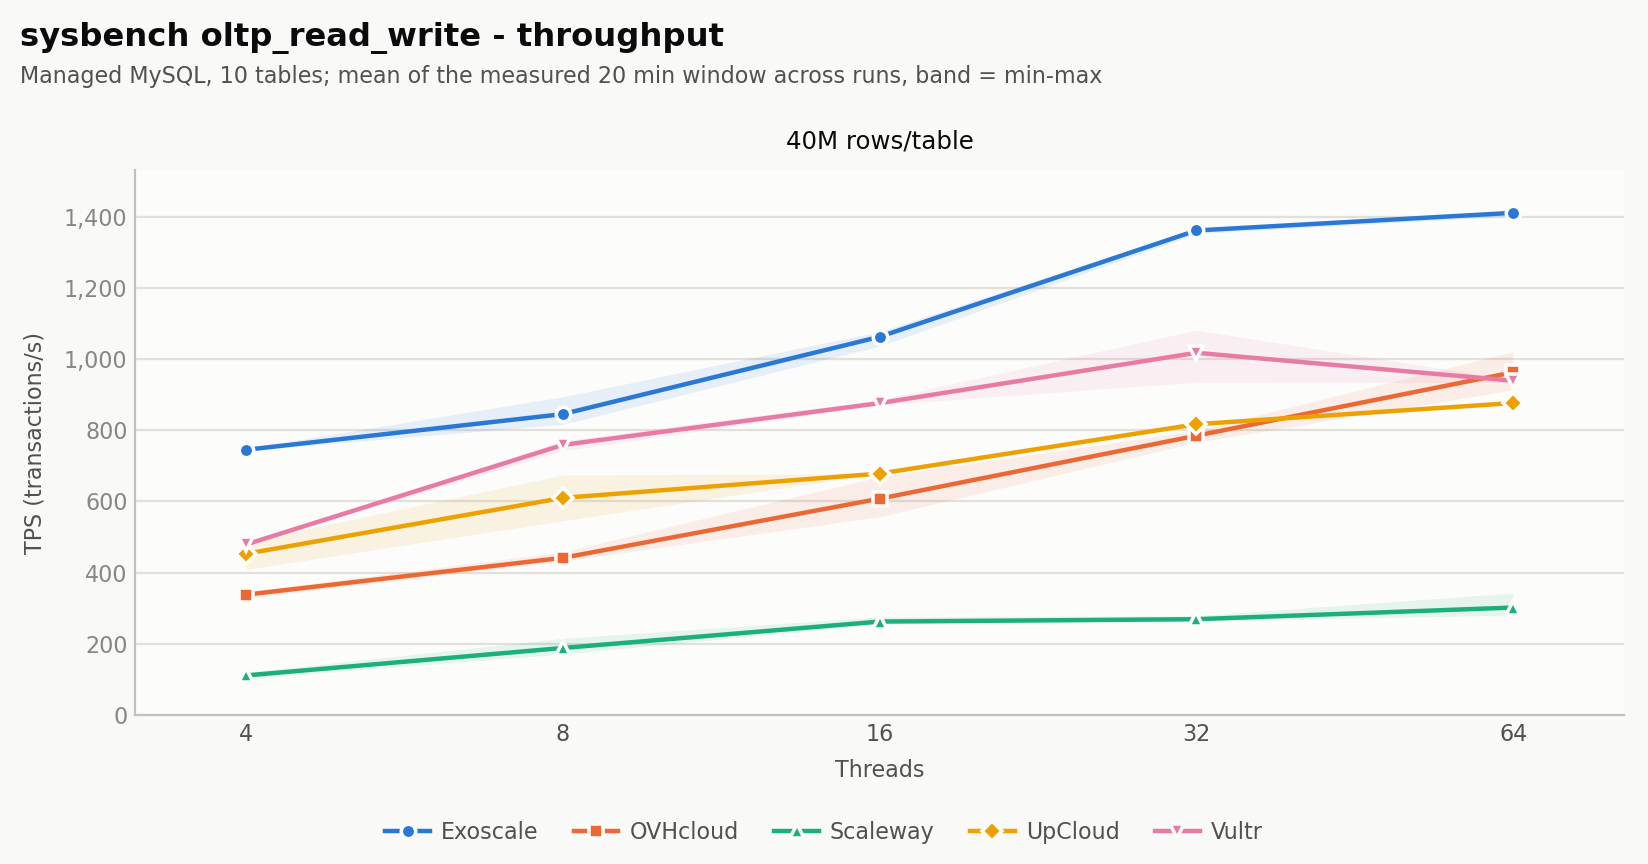 sysbench oltp_read_write - throughput
Managed MySQL, 10 tables; mean of the measured 20 min window across runs, band = min-max
40M rows/table
TPS (transactions/s)
1,400
1,200
1,000
800
600
400
200
0
4 8 16 32 64
Threads
Exoscale OVHcloud Scaleway UpCloud Vultr